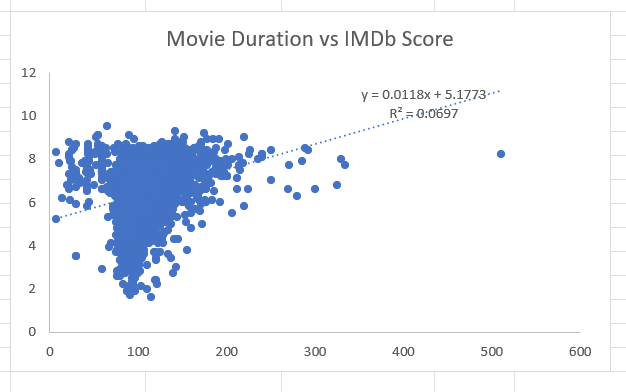 Movie Duration vs IMDb Score
12
y = 0.0118x + 5.1773
R² = 0.0697
10
8
6
4
2
0
0 100 200 300 400 500 600